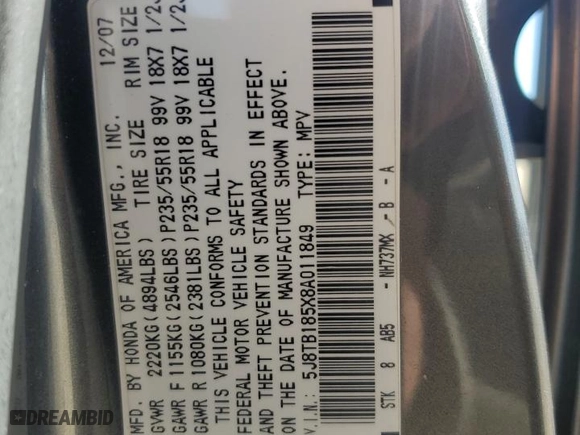 MFD. BY HONDA OF AMERICA MFG., INC. 12/07
GVWR 2220KG(4894LBS) TIRE SIZE RIM SIZE
GAWR F 1155KG(2546LBS)P235/55R18 99V 18X7 1/2J
GAWR R 1080KG(2381LBS)P235/55R18 99V 18X7
THIS VEHICLE CONFORMS TO ALL APPLICABLE
FEDERAL MOTOR VEHICLE SAFETY
AND THEFT PREVENTION STANDARDS IN EFFECT
ON THE DATE OF MANUFACTURE SHOWN ABOVE.
V.I.N.: 5J8TB185X8A011849 TYPE: MPV
STK 8 AB5 - NH737MX - B - A
DREAMBID